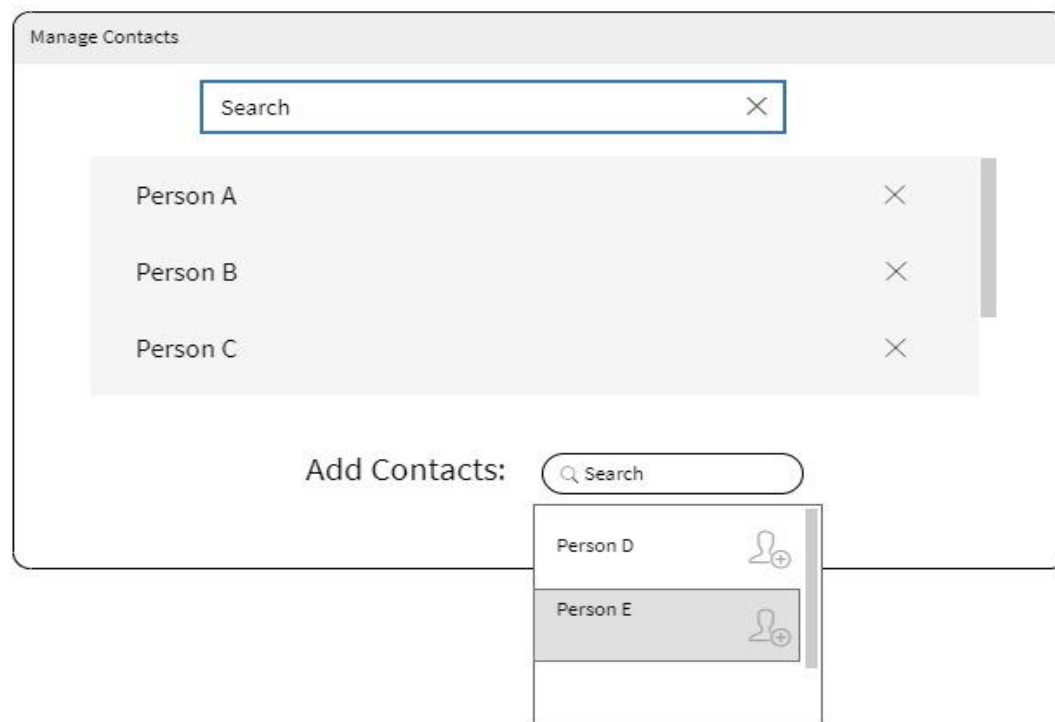 Manage Contacts
Search
Person A
Person B
Person C
Add Contacts:
Search
Person D
Person E